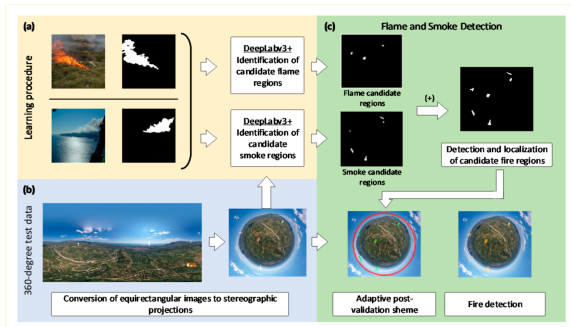 (a)
Learning procedure
DeepLabv3+
Identification of
candidate flame
regions
DeepLabv3+
Identification of
candidate
smoke regions
(b)
360-degree test data
Conversion of equirectangular images to stereographic
projections
(c)
Flame and Smoke Detection
Flame candidate
regions
(+)
Smoke candidate
regions
Detection and localization
of candidate fire regions
Adaptive post-
validation sheme
Fire detection